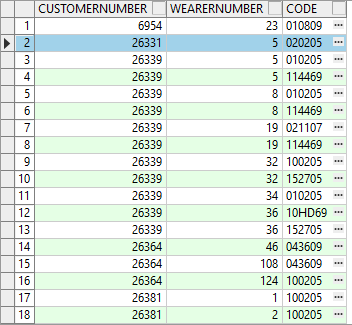 CUSTOMERNUMBER WEARERNUMBER CODE
1 6954 23 010809 ...
2 26331 5 020205 ...
3 26339 5 010205 ...
4 26339 5 114469 ...
5 26339 8 010205 ...
6 26339 8 114469 ...
7 26339 19 021107 ...
8 26339 19 114469 ...
9 26339 32 100205 ...
10 26339 32 152705 ...
11 26339 34 010205 ...
12 26339 36 10HD69 ...
13 26339 36 152705 ...
14 26364 46 043609 ...
15 26364 108 043609 ...
16 26364 124 100205 ...
17 26381 1 100205 ...
18 26381 2 100205 ...